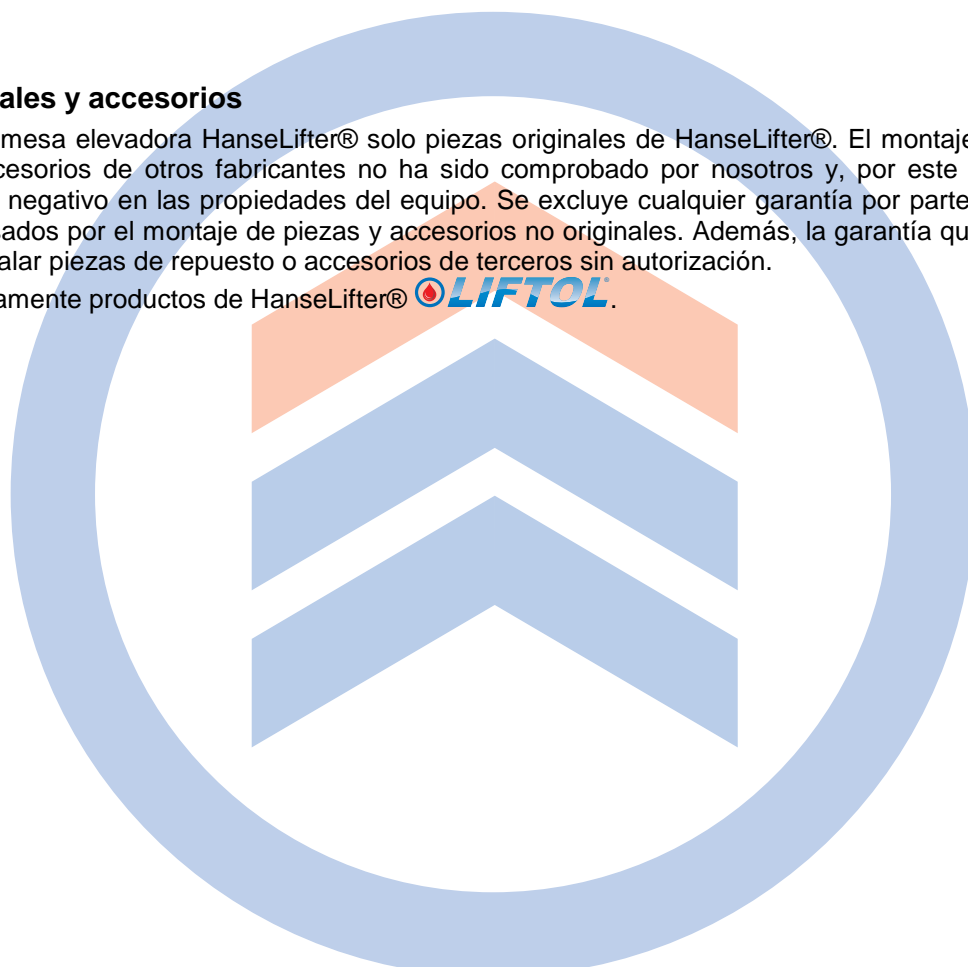 ales y accesorios
mesa elevadora HanseLifter® solo piezas originales de HanseLifter®. El montaje
cesorios de otros fabricantes no ha sido comprobado por nosotros y, por este
negativo en las propiedades del equipo. Se excluye cualquier garantía por parte
sados por el montaje de piezas y accesorios no originales. Además, la garantía qu
alar piezas de repuesto o accesorios de terceros sin autorización.
amente productos de HanseLifter® LIFTOL®.